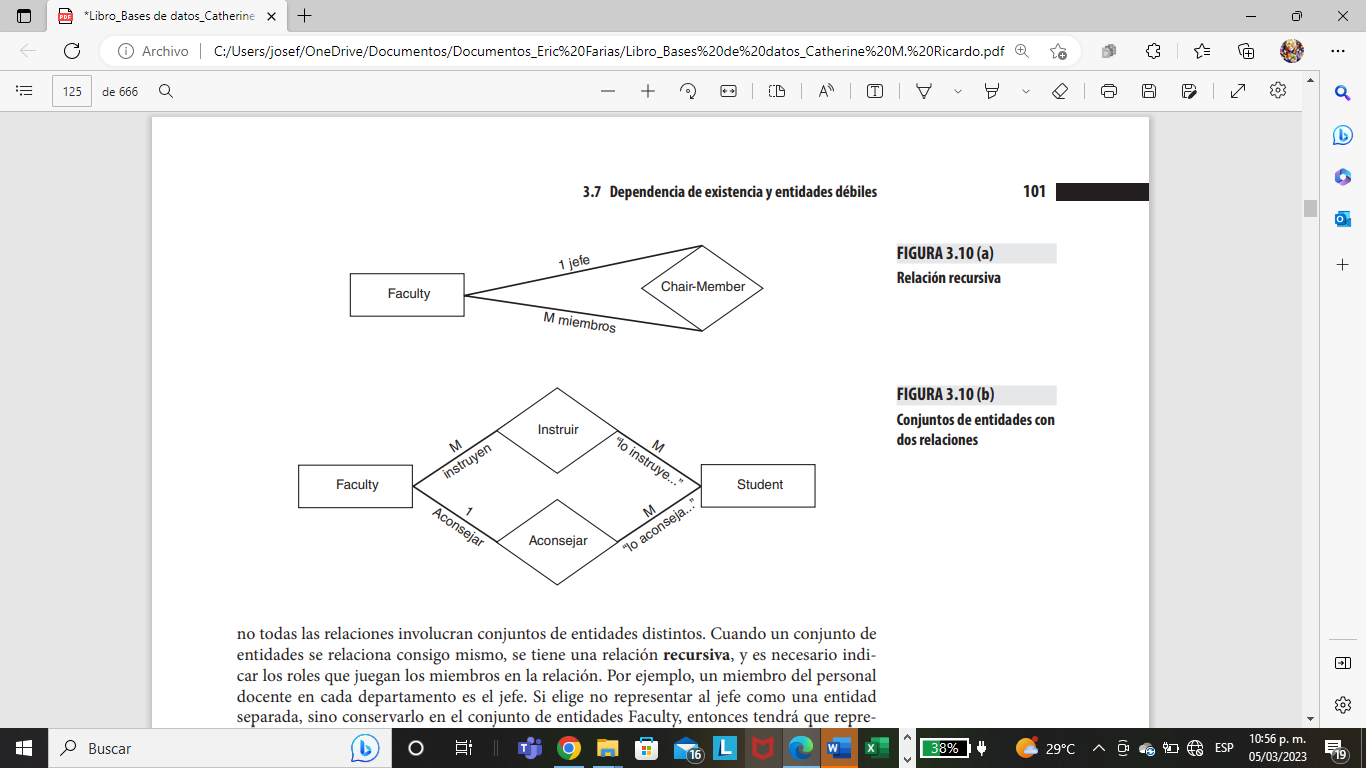 *Libro_Bases de datos_Catherine
Archivo
C:/Users/josef/OneDrive/Documentos/Documentos_Eric%20Farias/Libro_Bases%20de%20datos_Catherine%20M.%20Ricardo.pdf
125
de 666
3.7 Dependencia de existencia y entidades débiles
101
FIGURA 3.10 (a)
Relación recursiva
Faculty
1 jefe
M miembros
Chair-Member
FIGURA 3.10 (b)
Conjuntos de entidades con
dos relaciones
Instruir
M
instruyen
M
"lo instruye..."
Faculty
Student
1
Aconsejar
Aconsejar
M
"lo aconseja..."
no todas las relaciones involucran conjuntos de entidades distintos. Cuando un conjunto de
entidades se relaciona consigo mismo, se tiene una relación recursiva, y es necesario indi-
car los roles que juegan los miembros en la relación. Por ejemplo, un miembro del personal
docente en cada departamento es el jefe. Si elige no representar al jefe como una entidad
separada, sino conservarlo en el conjunto de entidades Faculty, entonces tendrá que repre-
Buscar
16
38%
29°C
ESP
10:56 p. m.
05/03/2023
19